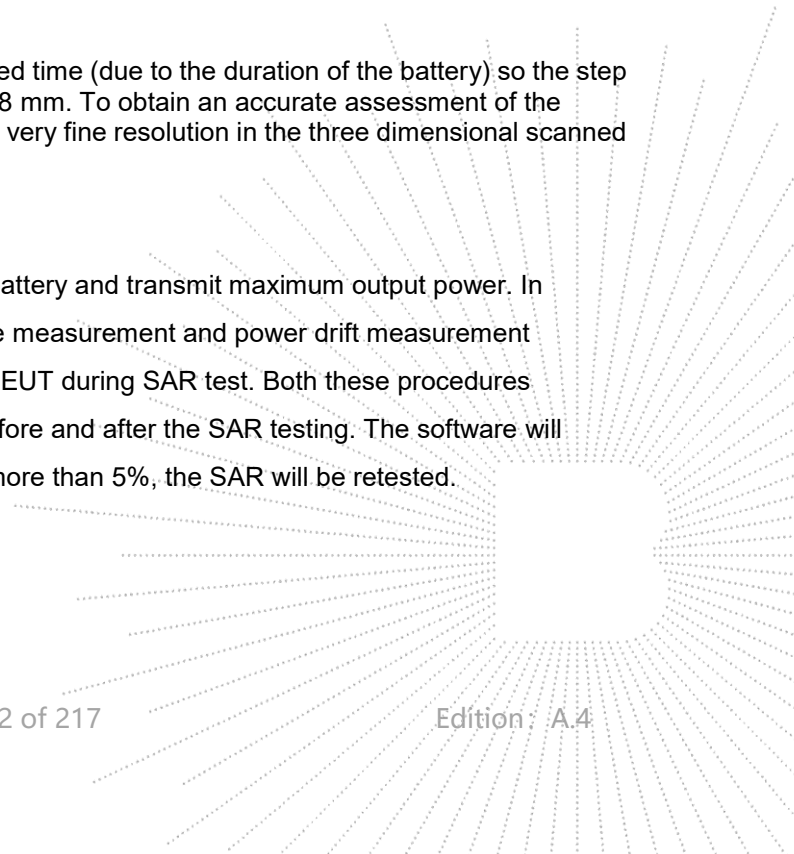 ed time (due to the duration of the battery) so the step
8 mm. To obtain an accurate assessment of the
very fine resolution in the three dimensional scanned
attery and transmit maximum output power. In
e measurement and power drift measurement
EUT during SAR test. Both these procedures
fore and after the SAR testing. The software will
more than 5%, the SAR will be retested.
2 of 217 Edition：A.4